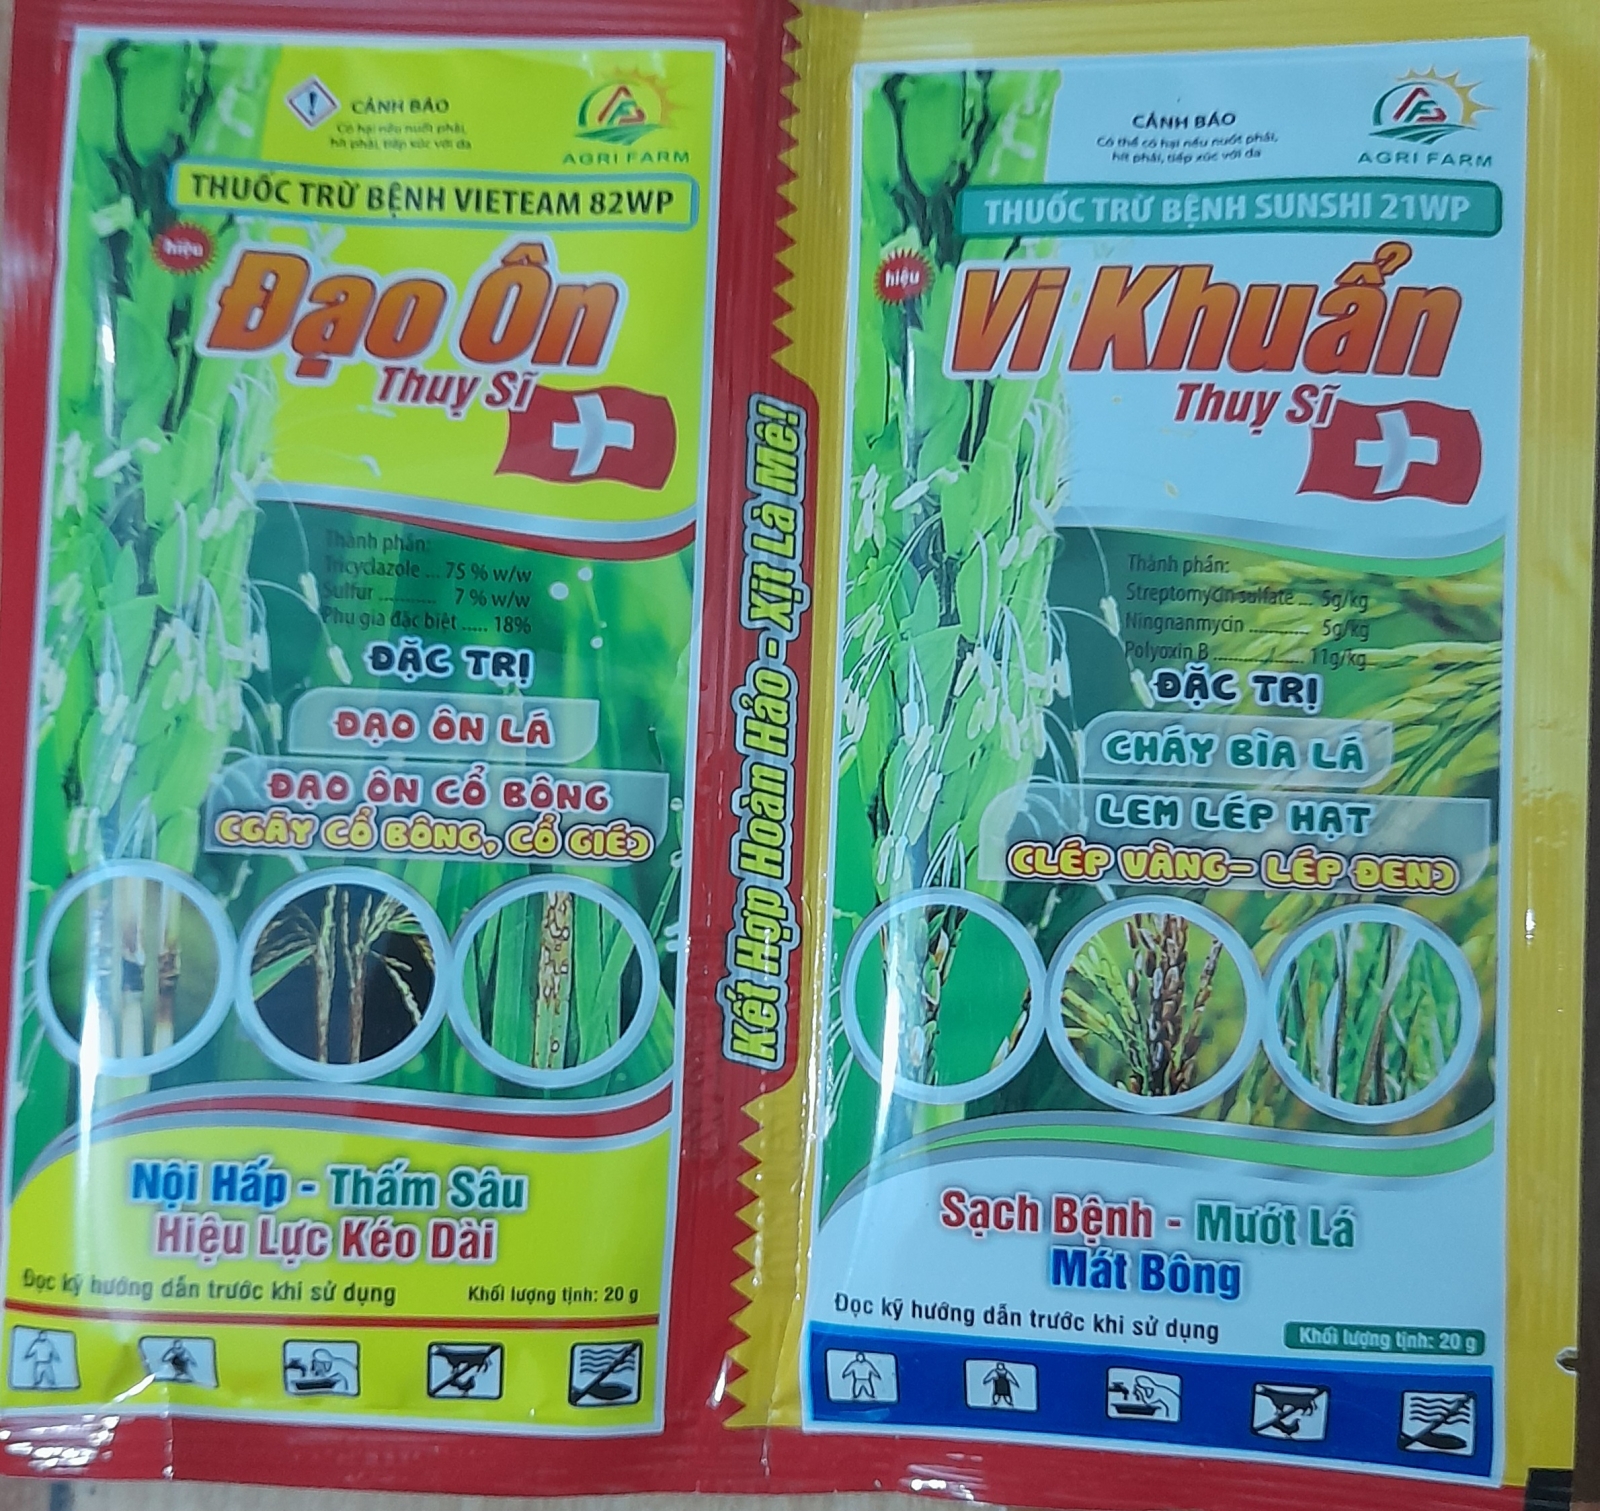 CẢNH BÁO
Có hại nếu nuốt phải,
hít phải, tiếp xúc với da
AGRI FARM
THUỐC TRỪ BỆNH VIETEAM 82WP
hiệu
Đạo Ôn
Thuỵ Sĩ
Thành phần:
Tricyclazole ... 75 % w/w
Sulfur ........... 7 % w/w
Phụ gia đặc biệt ..... 18%
ĐẶC TRỊ
ĐẠO ÔN LÁ
ĐẠO ÔN CỔ BÔNG
(GÃY CỔ BÔNG, CỔ GIÉ)
Nội Hấp - Thấm Sâu
Hiệu Lực Kéo Dài
Đọc kỹ hướng dẫn trước khi sử dụng
Khối lượng tịnh: 20 g
Kết Hợp Hoàn Hảo - Xịt Là Mê!
CẢNH BÁO
Có thể có hại nếu nuốt phải,
hít phải, tiếp xúc với da
AGRI FARM
THUỐC TRỪ BỆNH SUNSHI 21WP
hiệu
Vi Khuẩn
Thuỵ Sĩ
Thành phần:
Streptomycin sulfate ... 5g/kg
Ningnanmycin ............ 5g/kg
Polyoxin B .................. 11g/kg
ĐẶC TRỊ
CHÁY BÌA LÁ
LEM LÉP HẠT
(LÉP VÀNG- LÉP ĐEN)
Sạch Bệnh - Mướt Lá
Mát Bông
Đọc kỹ hướng dẫn trước khi sử dụng
Khối lượng tịnh: 20 g